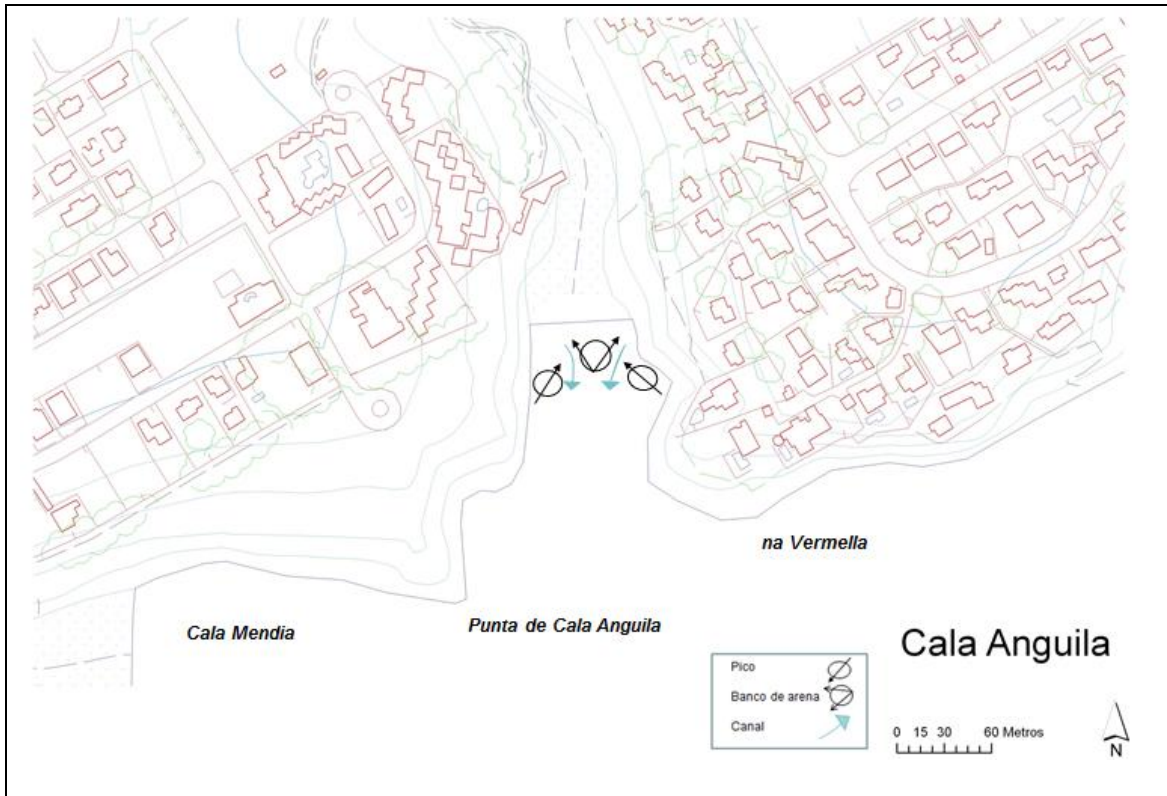 na Vermella
Cala Mendia
Punta de Cala Anguila
Cala Anguila
Pico
Banco de arena
Canal
0 15 30 60 Metros
N